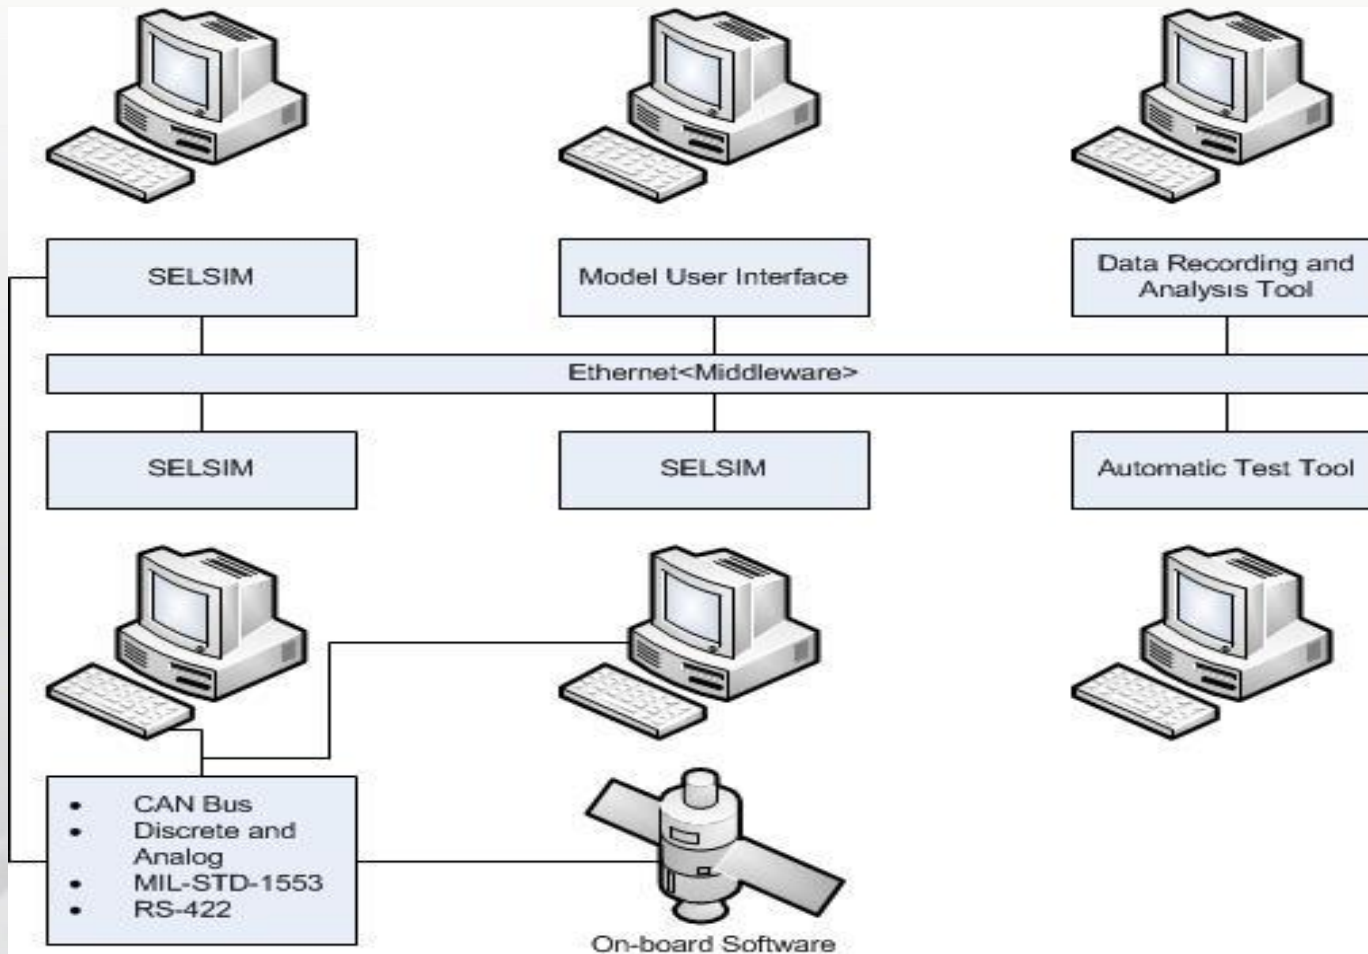 SELSIM
Model User Interface
Data Recording and
Analysis Tool
Ethernet<Middleware>
SELSIM
SELSIM
Automatic Test Tool
• CAN Bus
• Discrete and
Analog
• MIL-STD-1553
• RS-422
On-board Software